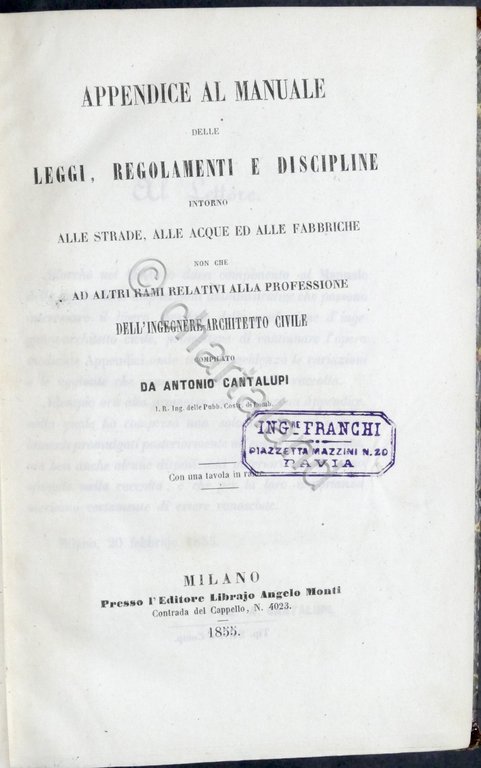 APPENDICE AL MANUALE
DELLE
LEGGI, REGOLAMENTI E DISCIPLINE
INTORNO
ALLE STRADE, ALLE ACQUE ED ALLE FABBRICHE
NON CHE
AD ALTRI RAMI RELATIVI ALLA PROFESSIONE
DELL'INGEGNERE ARCHITETTO CIVILE
COMPILATO
DA ANTONIO CANTALUPI
I. R. Ing. delle Pubb. Costr. di Lomb.
ING.RE FRANCHI
PIAZZETTA MAZZINI N.20
PAVIA
Con una tavola in rame
MILANO
Presso l'Editore Librajo Angelo Monti
Contrada del Cappello, N. 4023.
1855.
© chartaland